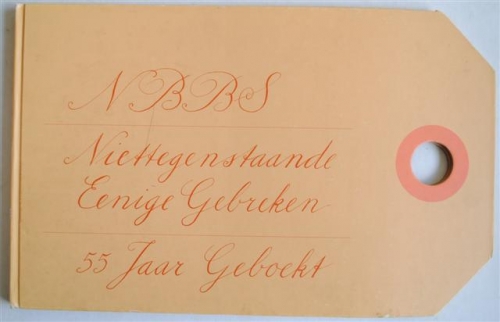 NBBS
Niettegenstaande
Eenige Gebreken
55 Jaar Geboekt